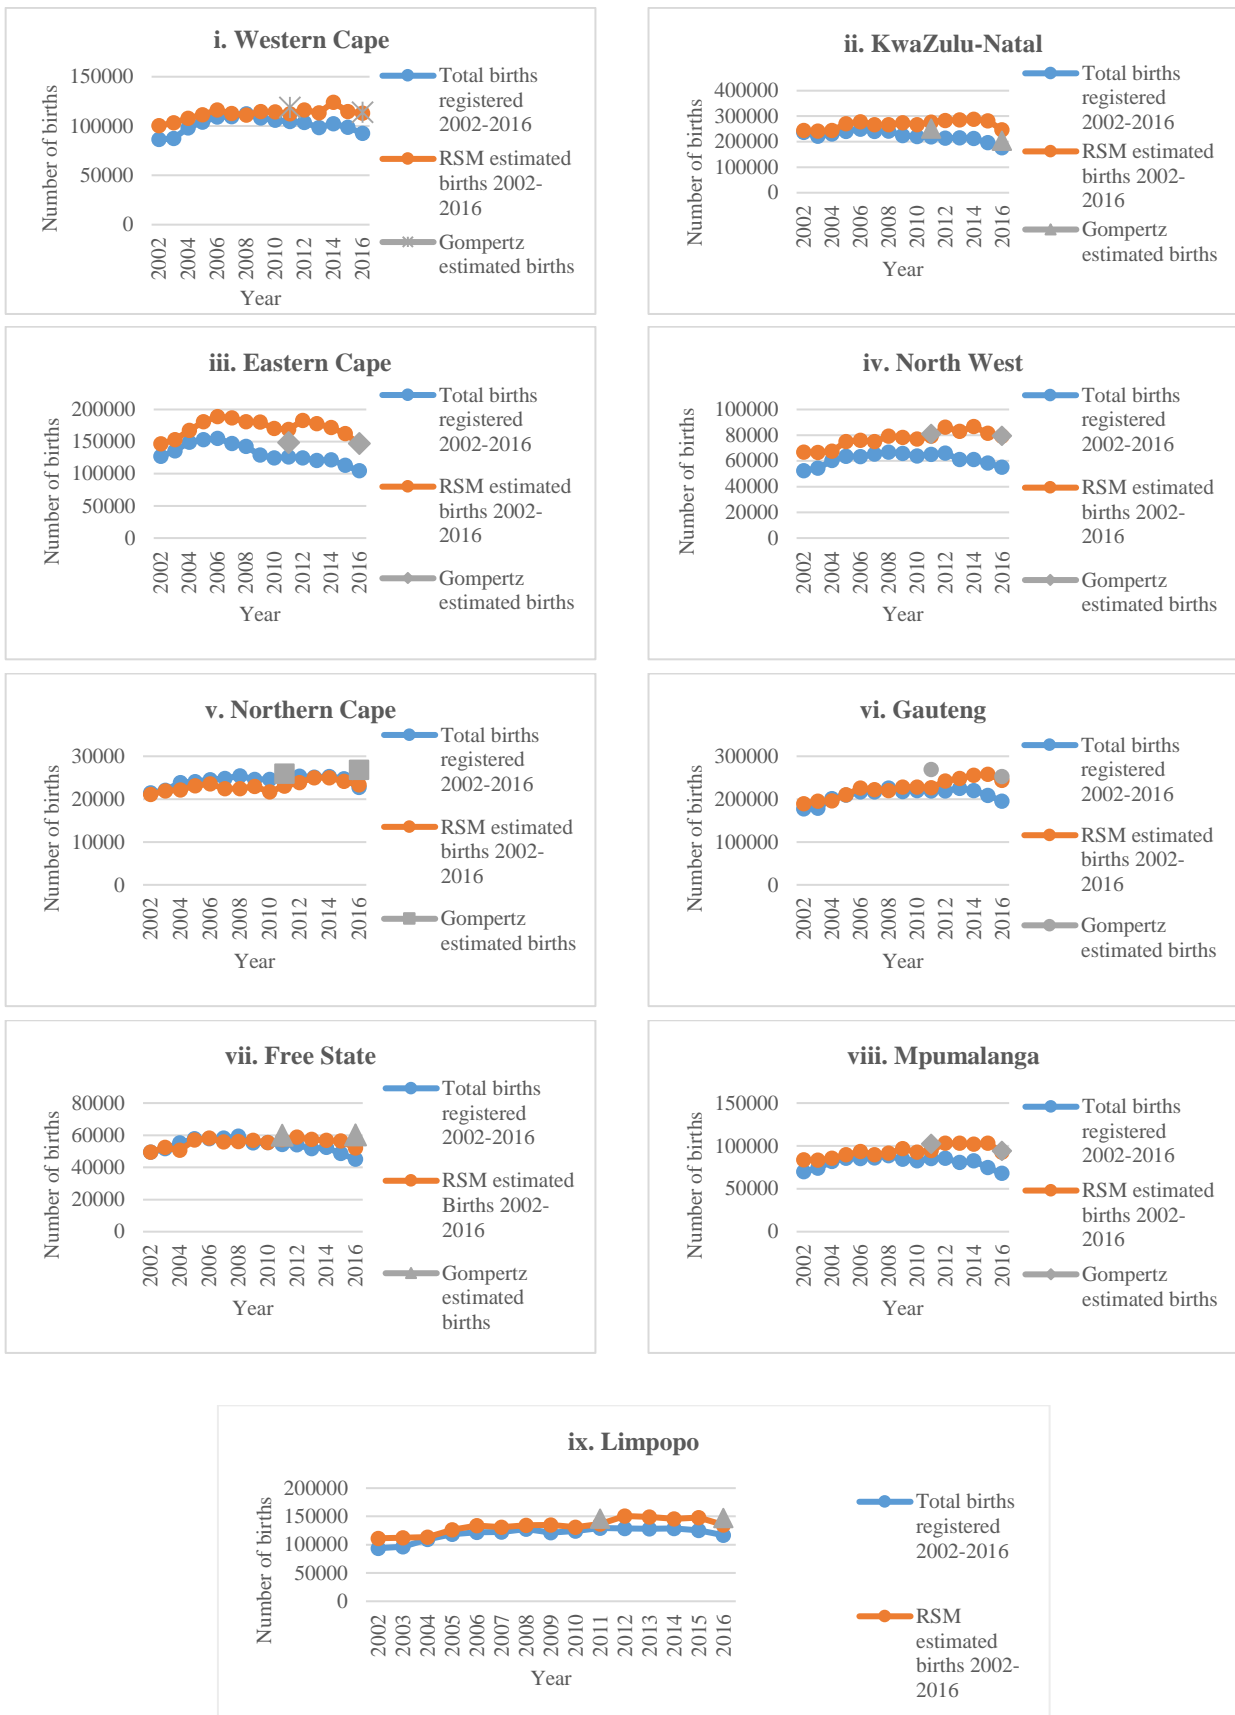 i. Western Cape
Number of births
150000
100000
50000
0
2002
2004
2006
2008
2010
2012
2014
2016
Year
Total births
registered
2002-2016
RSM estimated
births 2002-
2016
Gompertz
estimated births
ii. KwaZulu-Natal
Number of births
400000
300000
200000
100000
0
2002
2004
2006
2008
2010
2012
2014
2016
Year
Total births
registered
2002-2016
RSM estimated
births 2002-
2016
Gompertz
estimated births
iii. Eastern Cape
Number of births
200000
150000
100000
50000
0
2002
2004
2006
2008
2010
2012
2014
2016
Year
Total births
registered
2002-2016
RSM estimated
births 2002-
2016
Gompertz
estimated births
iv. North West
Number of births
100000
80000
60000
40000
20000
0
2002
2004
2006
2008
2010
2012
2014
2016
Year
Total births
registered
2002-2016
RSM estimated
births 2002-
2016
Gompertz
estimated births
v. Northern Cape
Number of births
30000
20000
10000
0
2002
2004
2006
2008
2010
2012
2014
2016
Year
Total births
registered
2002-2016
RSM estimated
births 2002-
2016
Gompertz
estimated births
vi. Gauteng
Number of births
300000
200000
100000
0
2002
2004
2006
2008
2010
2012
2014
2016
Year
Total births
registered
2002-2016
RSM estimated
births 2002-
2016
Gompertz
estimated births
vii. Free State
Number of births
80000
60000
40000
20000
0
2002
2004
2006
2008
2010
2012
2014
2016
Year
Total births
registered
2002-2016
RSM estimated
Births 2002-
2016
Gompertz
estimated
births
viii. Mpumalanga
Number of births
150000
100000
50000
0
2002
2004
2006
2008
2010
2012
2014
2016
Year
Total births
registered
2002-2016
RSM estimated
births 2002-
2016
Gompertz
estimated births
ix. Limpopo
Number of births
200000
150000
100000
50000
0
2002
2003
2004
2005
2006
2007
2008
2009
2010
2011
2012
2013
2014
2015
2016
Year
Total births
registered
2002-2016
RSM
estimated
births 2002-
2016